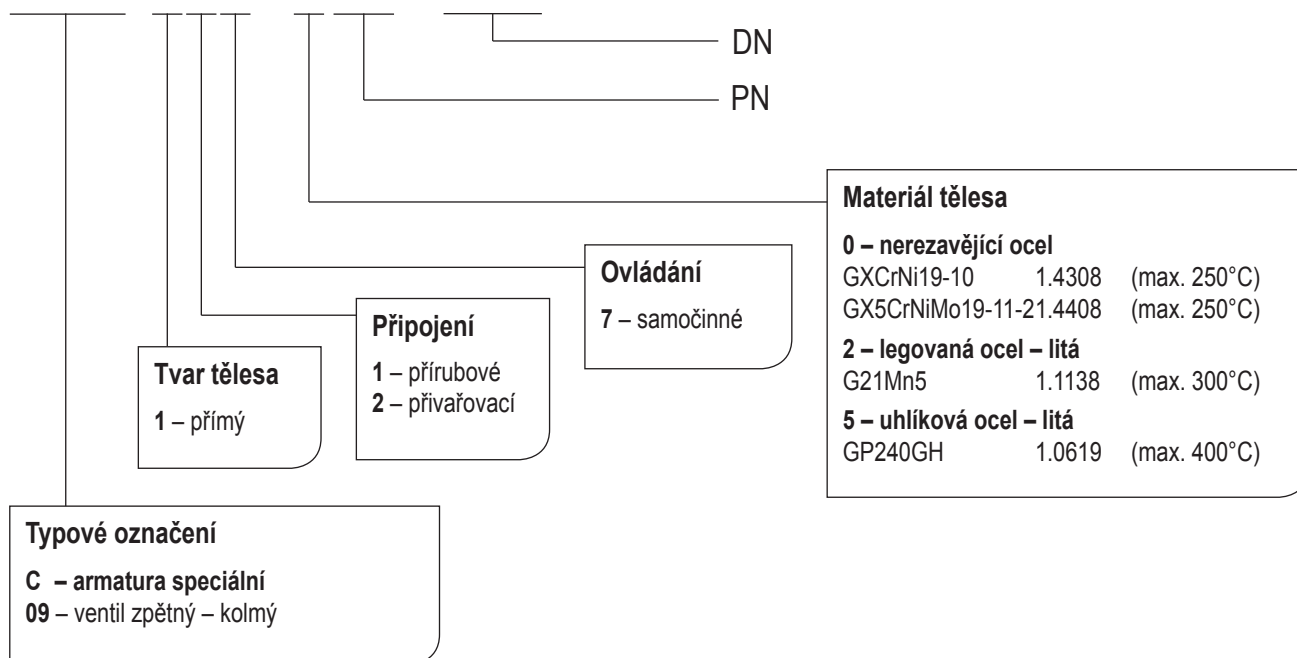 DN
PN
Materiál tělesa
0 – nerezavějící ocel
GXCrNi19-10 1.4308 (max. 250°C)
GX5CrNiMo19-11-21.4408 (max. 250°C)
2 – legovaná ocel – litá
G21Mn5 1.1138 (max. 300°C)
5 – uhlíková ocel – litá
GP240GH 1.0619 (max. 400°C)
Ovládání
7 – samočinné
Připojení
1 – přírubové
2 – přivařovací
Tvar tělesa
1 – přímý
Typové označení
C – armatura speciální
09 – ventil zpětný – kolmý